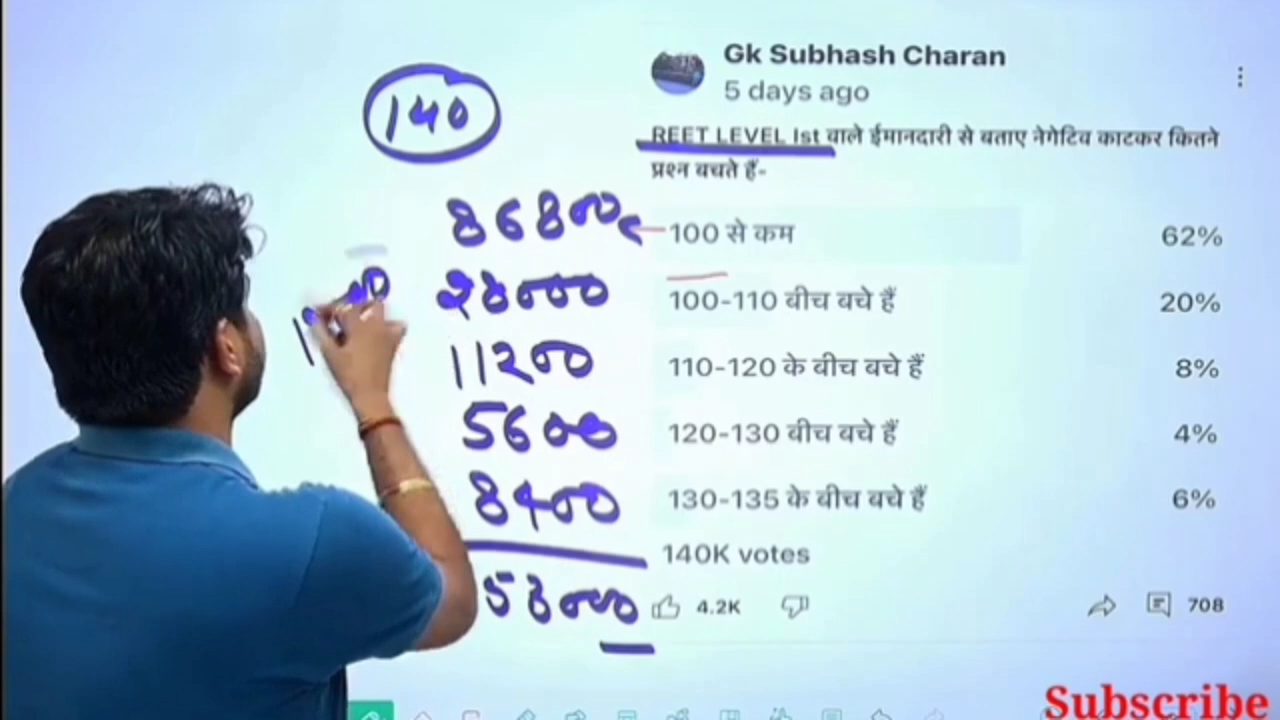 Gk Subhash Charan
5 days ago
140
REET LEVEL Ist वाले ईमानदारी से बताए नेगेटिव काटकर कितने
प्रश्न बचते हैं-
86800
100 से कम
62%
28000
100-110 बीच बचे हैं
20%
11200
110-120 के बीच बचे हैं
8%
5600
120-130 बीच बचे हैं
4%
8400
130-135 के बीच बचे हैं
6%
140K votes
53000
4.2K
708
Subscribe